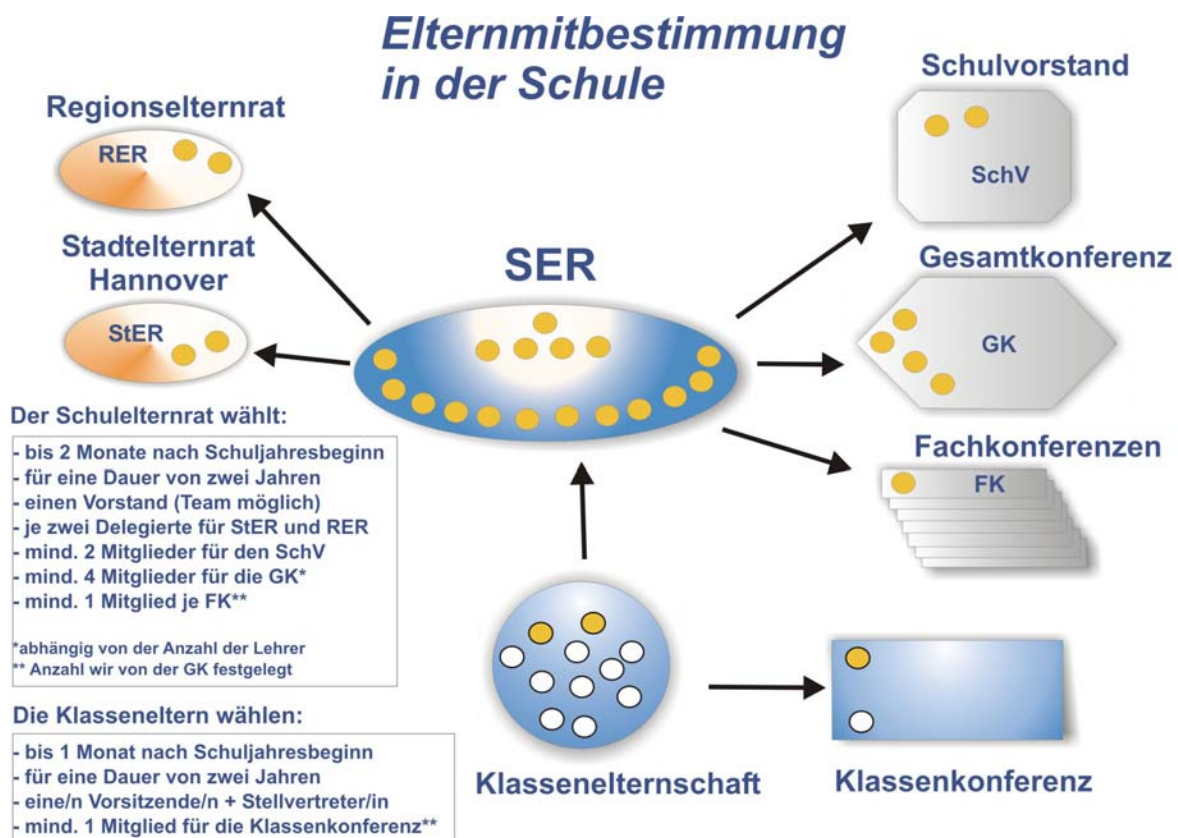 Elternmitbestimmung
in der Schule
Regionselternrat
RER
Stadtelternrat
Hannover
StER
SER
Schulvorstand
SchV
Gesamtkonferenz
GK
Fachkonferenzen
FK
Der Schulelternrat wählt:
- bis 2 Monate nach Schuljahresbeginn
- für eine Dauer von zwei Jahren
- einen Vorstand (Team möglich)
- je zwei Delegierte für StER und RER
- mind. 2 Mitglieder für den SchV
- mind. 4 Mitglieder für die GK*
- mind. 1 Mitglied je FK**
*abhängig von der Anzahl der Lehrer
** Anzahl wir von der GK festgelegt
Die Klasseneltern wählen:
- bis 1 Monat nach Schuljahresbeginn
- für eine Dauer von zwei Jahren
- eine/n Vorsitzende/n + Stellvertreter/in
- mind. 1 Mitglied für die Klassenkonferenz**
Klassenelternschaft
Klassenkonferenz